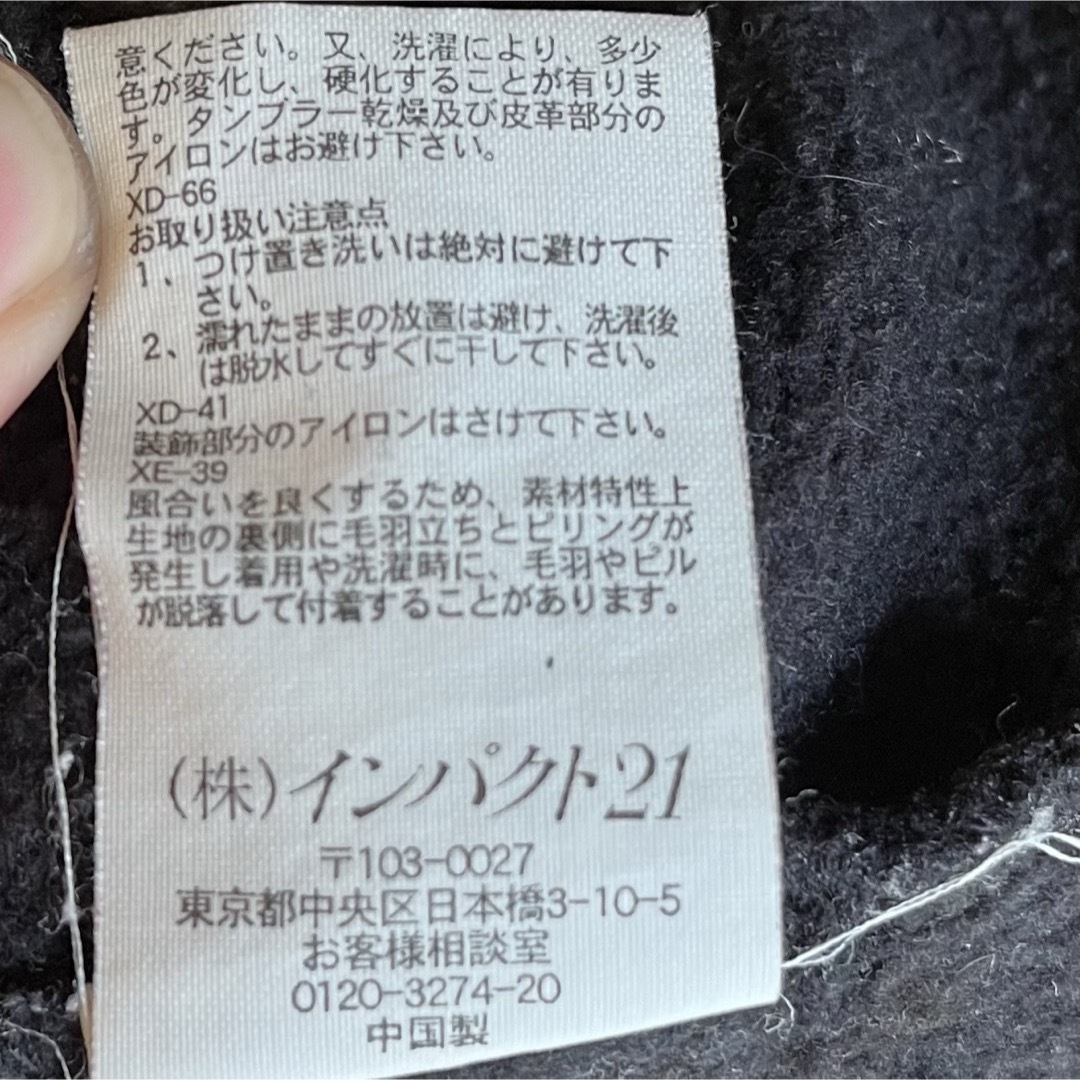 意ください。又、洗濯により、多少
色が変化し、硬化することが有りま
す。タンブラー乾燥及び皮革部分の
アイロンはお避け下さい。
XD-66
お取り扱い注意点
1、つけ置き洗いは絶対に避けて下
さい。
2、濡れたままの放置は避け、洗濯後
は脱水してすぐに干して下さい。
XD-41
装飾部分のアイロンはさけて下さい。
XE-39
風合いを良くするため、素材特性上
生地の裏側に毛羽立ちとピリングが
発生し着用や洗濯時に、毛羽やピル
が脱落して付着することがあります。
(株)インパクト21
〒103-0027
東京都中央区日本橋3-10-5
お客様相談室
0120-3274-20
中国製